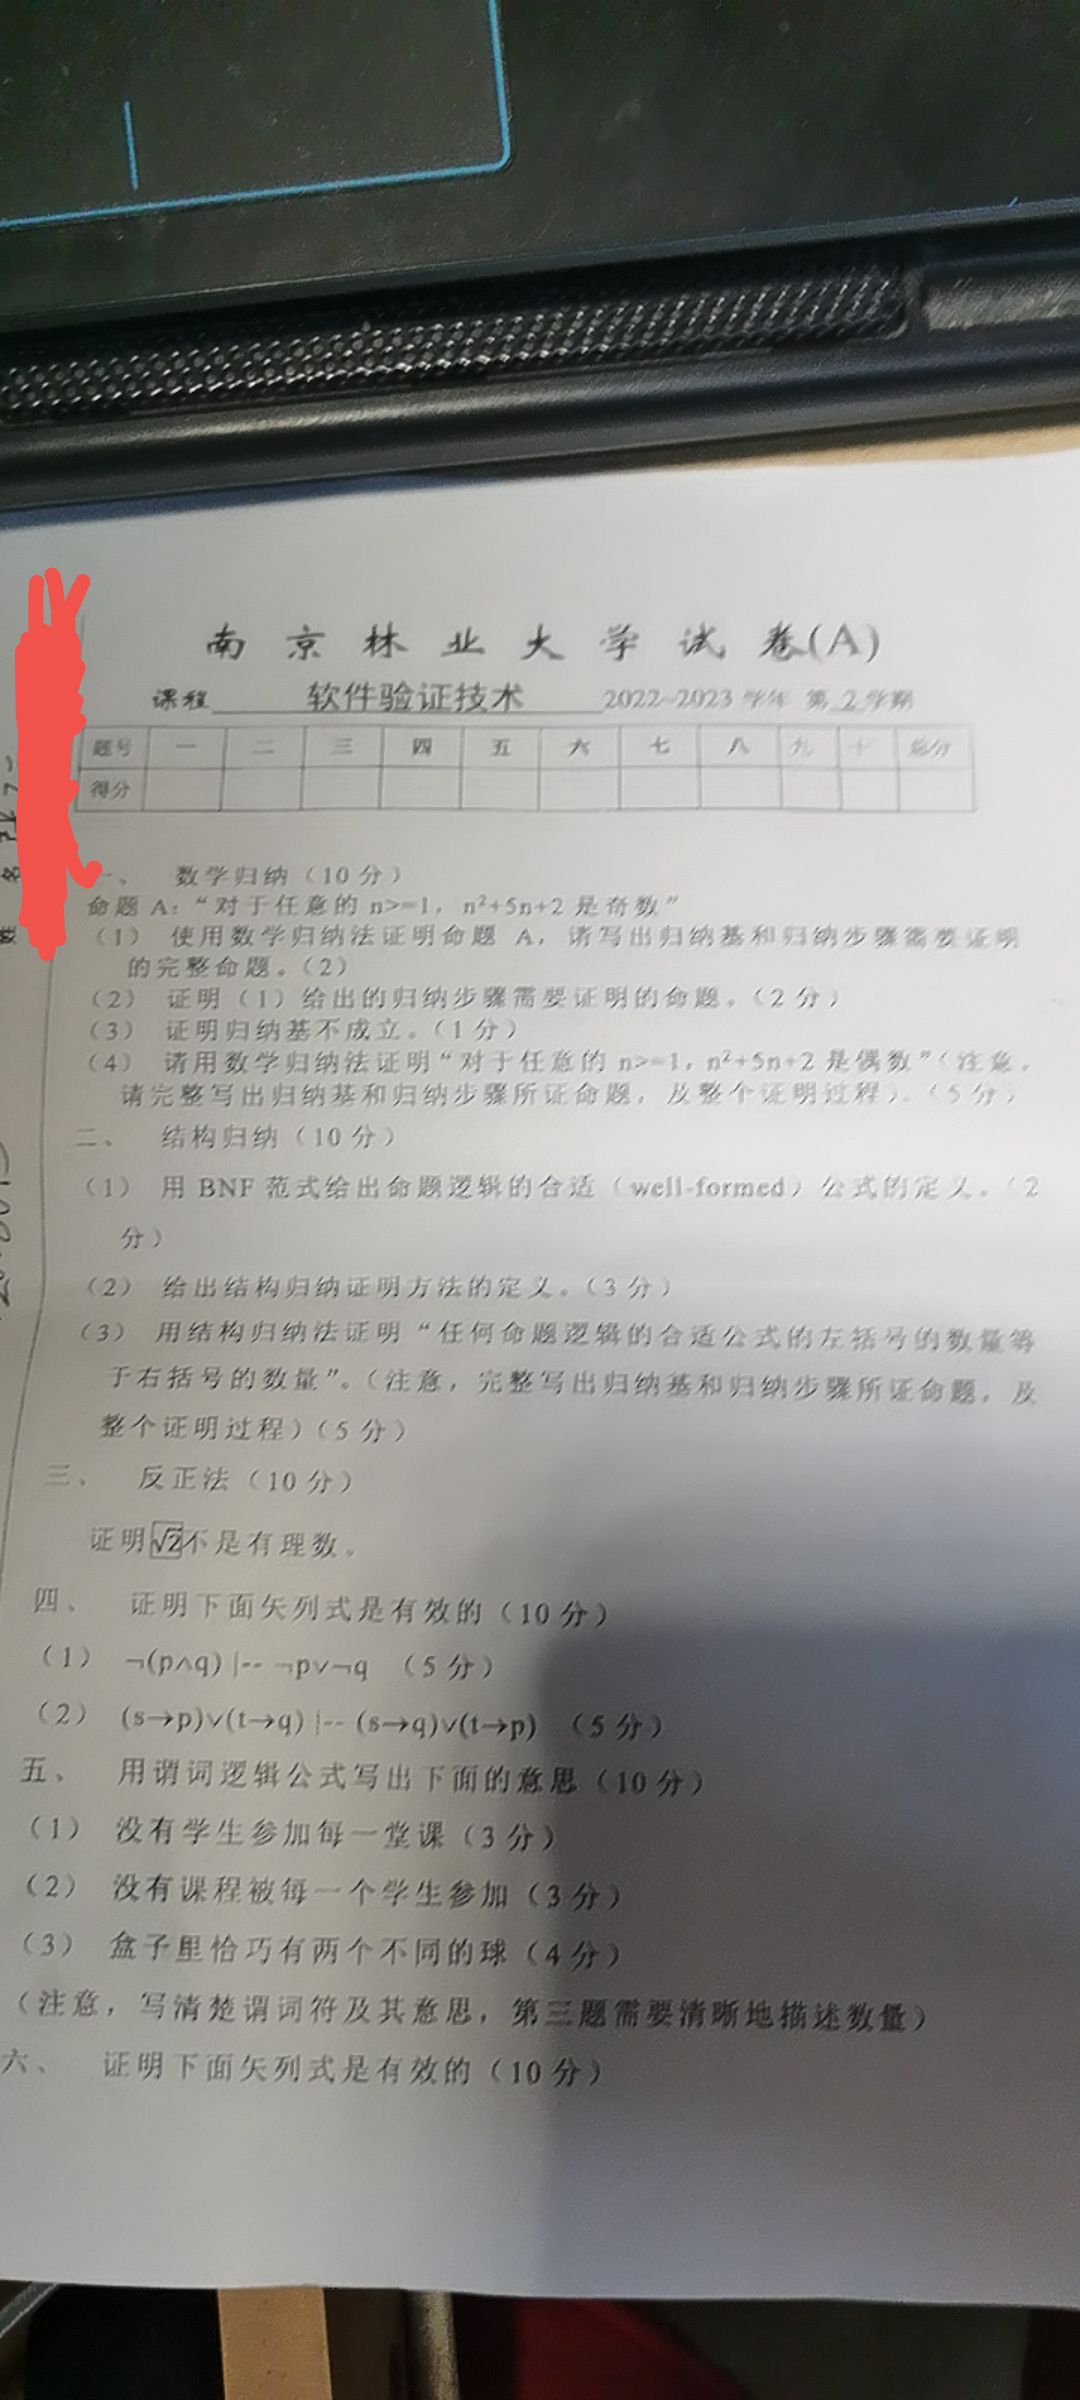 南京林业大学试卷(A)
课程 软件验证技术 2022~2023 学年 第 2 学期
题号 一 二 三 四 五 六 七 八 九 十 总分
得分
姓 名
一、 数学归纳（10 分）
命题 A：“对于任意的 n>=1，n²+5n+2 是奇数”
（1） 使用数学归纳法证明命题 A，请写出归纳基和归纳步骤需要证明
的完整命题。（2）
（2） 证明（1）给出的归纳步骤需要证明的命题。（2 分）
（3） 证明归纳基不成立。（1 分）
（4） 请用数学归纳法证明“对于任意的 n>=1，n²+5n+2 是偶数”（注意，
请完整写出归纳基和归纳步骤所证命题，及整个证明过程）。（5 分）
二、 结构归纳（10 分）
（1） 用 BNF 范式给出命题逻辑的合适（well-formed）公式的定义。（2
分）
（2） 给出结构归纳证明方法的定义。（3 分）
（3） 用结构归纳法证明“任何命题逻辑的合适公式的左括号的数量等
于右括号的数量”。（注意，完整写出归纳基和归纳步骤所证命题，及
整个证明过程）（5 分）
三、 反正法（10 分）
证明√2不是有理数。
四、 证明下面矢列式是有效的（10 分）
（1） ¬(p∧q) |-- ¬p∨¬q （5 分）
（2） (s→p)∨(t→q) |-- (s→q)∨(t→p) （5 分）
五、 用谓词逻辑公式写出下面的意思（10 分）
（1） 没有学生参加每一堂课（3 分）
（2） 没有课程被每一个学生参加（3 分）
（3） 盒子里恰巧有两个不同的球（4 分）
（注意，写清楚谓词符及其意思，第三题需要清晰地描述数量）
六、 证明下面矢列式是有效的（10 分）